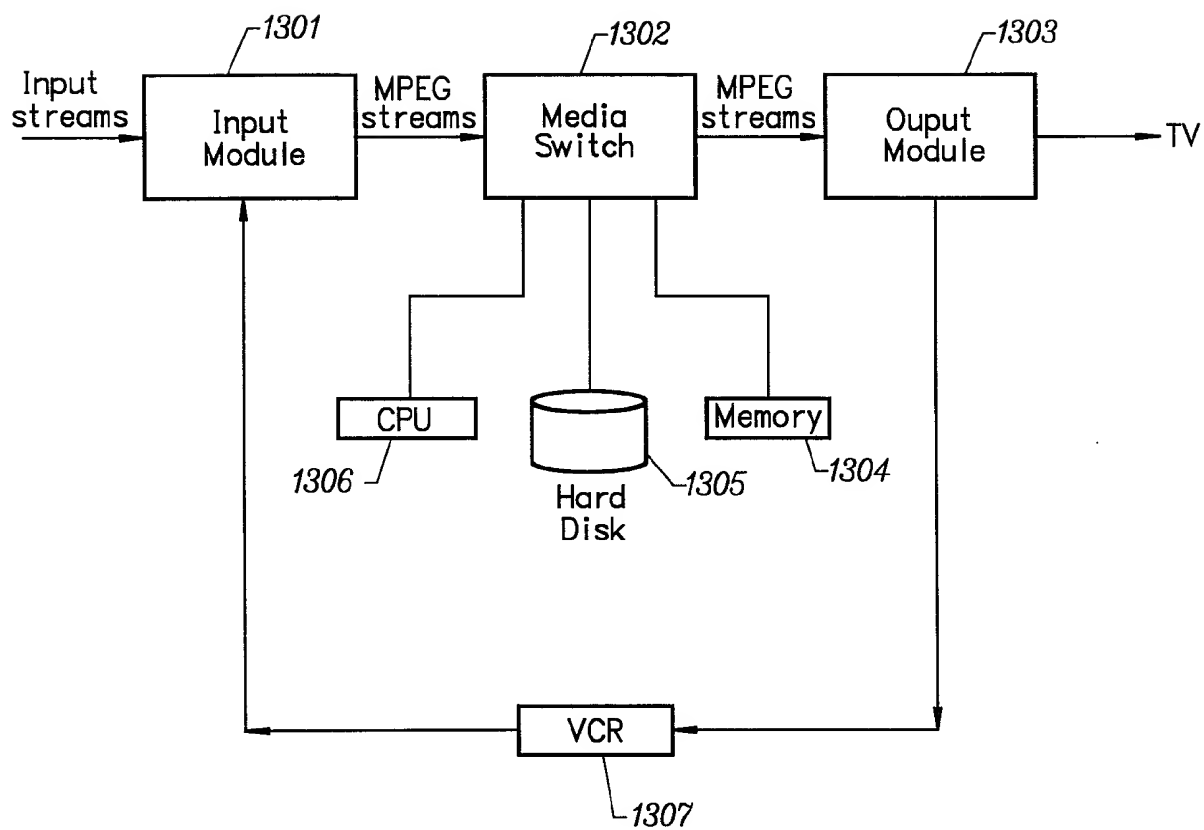 1301
1302
1303
Input
streams
Input
Module
MPEG
streams
Media
Switch
MPEG
streams
Ouput
Module
TV
CPU
Memory
1306
1305
1304
Hard
Disk
VCR
1307